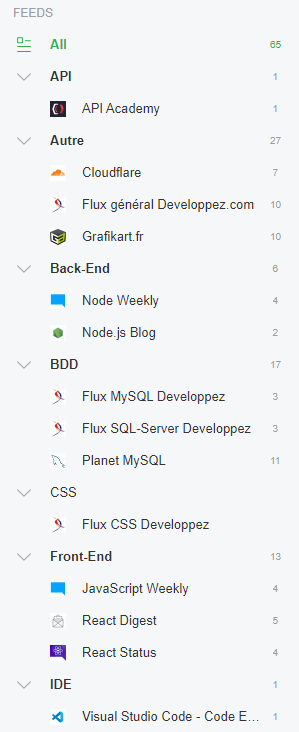 FEEDS
All 65
API 1
API Academy 1
Autre 27
Cloudflare 7
Flux général Developpez.com 10
Grafikart.fr 10
Back-End 6
Node Weekly 4
Node.js Blog 2
BDD 17
Flux MySQL Developpez 3
Flux SQL-Server Developpez 3
Planet MySQL 11
CSS
Flux CSS Developpez
Front-End 13
JavaScript Weekly 4
React Digest 5
React Status 4
IDE 1
Visual Studio Code - Code E... 1